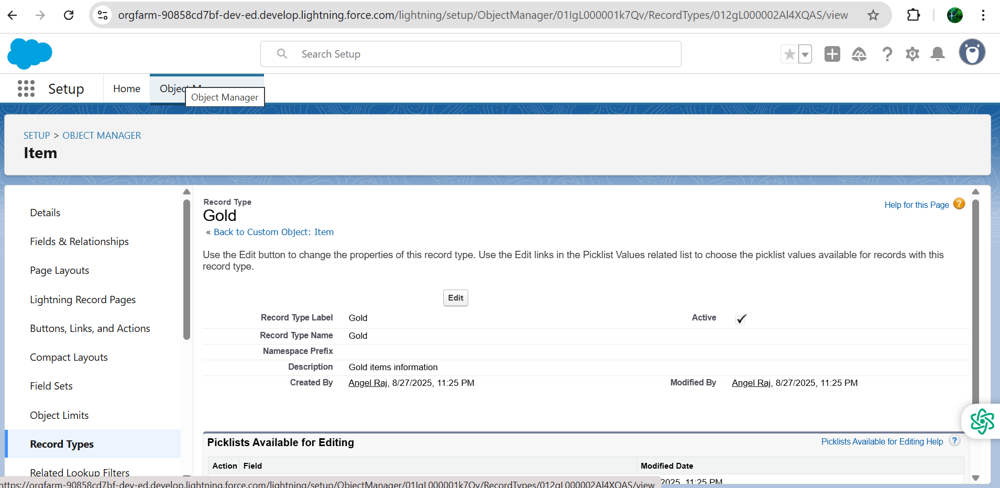 orgfarm-90858cd7bf-dev-ed.develop.lightning.force.com/lightning/setup/ObjectManager/01IgL000001k7Qv/RecordTypes/012gL000002Al4XQAS/view
Search Setup
Setup
Home
Object M
Object Manager
SETUP > OBJECT MANAGER
Item
Details
Fields & Relationships
Page Layouts
Lightning Record Pages
Buttons, Links, and Actions
Compact Layouts
Field Sets
Object Limits
Record Types
Related Lookup Filters
Record Type
Gold
Help for this Page ?
« Back to Custom Object: Item
Use the Edit button to change the properties of this record type. Use the Edit links in the Picklist Values related list to choose the picklist values available for records with this
record type.
Edit
Record Type Label Gold Active
Record Type Name Gold
Namespace Prefix
Description Gold items information
Created By Angel Raj, 8/27/2025, 11:25 PM Modified By Angel Raj, 8/27/2025, 11:25 PM
Picklists Available for Editing
Picklists Available for Editing Help ?
Action Field Modified Date
2025, 11:25 PM
https://orgfarm-90858cd7bf-dev-ed.develop.lightning.force.com/lightning/setup/ObjectManager/01IgL000001k7Qv/RecordTypes/012gL000002Al4XQAS/view